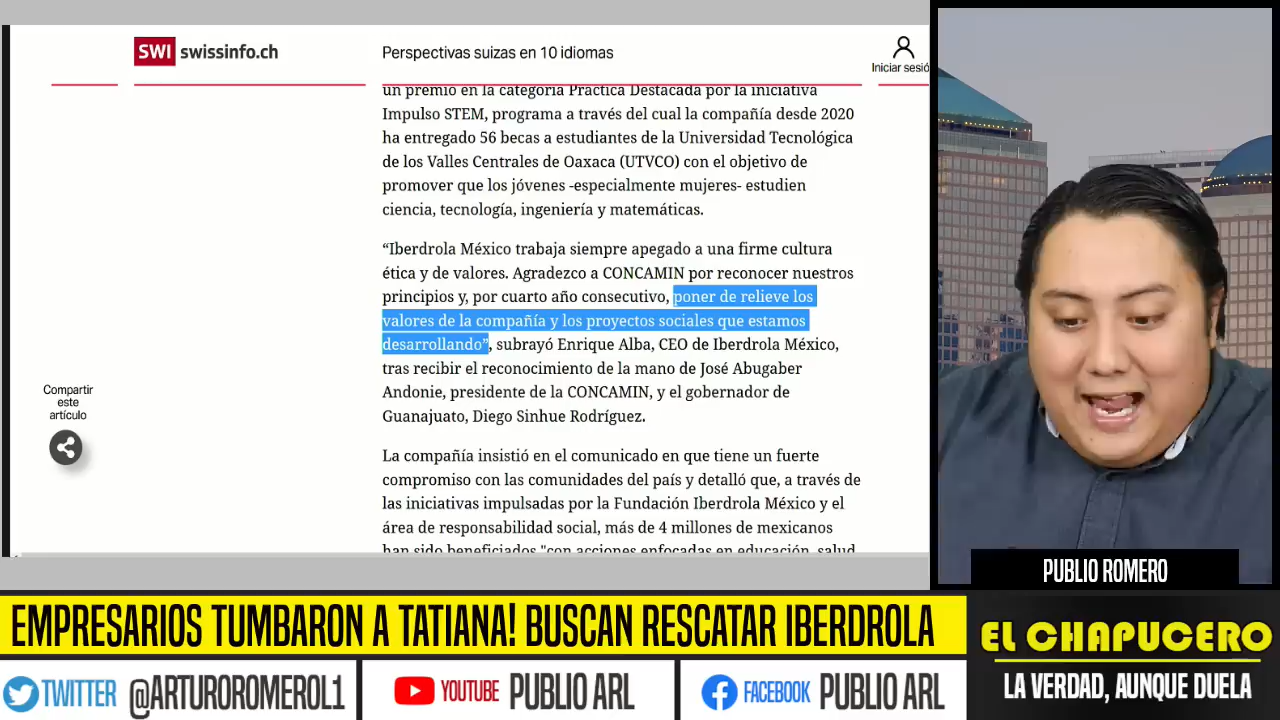 SWI swissinfo.ch
Perspectivas suizas en 10 idiomas
Iniciar sesió
un premio en la categoría Práctica Destacada por la iniciativa
Impulso STEM, programa a través del cual la compañía desde 2020
ha entregado 56 becas a estudiantes de la Universidad Tecnológica
de los Valles Centrales de Oaxaca (UTVCO) con el objetivo de
promover que los jóvenes -especialmente mujeres- estudien
ciencia, tecnología, ingeniería y matemáticas.
“Iberdrola México trabaja siempre apegado a una firme cultura
ética y de valores. Agradezco a CONCAMIN por reconocer nuestros
principios y, por cuarto año consecutivo, poner de relieve los
valores de la compañía y los proyectos sociales que estamos
desarrollando”, subrayó Enrique Alba, CEO de Iberdrola México,
tras recibir el reconocimiento de la mano de José Abugaber
Andonie, presidente de la CONCAMIN, y el gobernador de
Guanajuato, Diego Sinhue Rodríguez.
Compartir
este
artículo
La compañía insistió en el comunicado en que tiene un fuerte
compromiso con las comunidades del país y detalló que, a través de
las iniciativas impulsadas por la Fundación Iberdrola México y el
área de responsabilidad social, más de 4 millones de mexicanos
han sido beneficiados "con acciones enfocadas en educación, salud
PUBLIO ROMERO
EMPRESARIOS TUMBARON A TATIANA! BUSCAN RESCATAR IBERDROLA
EL CHAPUCERO
LA VERDAD, AUNQUE DUELA
TWITTER @ARTUROROMEROL1
YOUTUBE PUBLIO ARL
FACEBOOK PUBLIO ARL